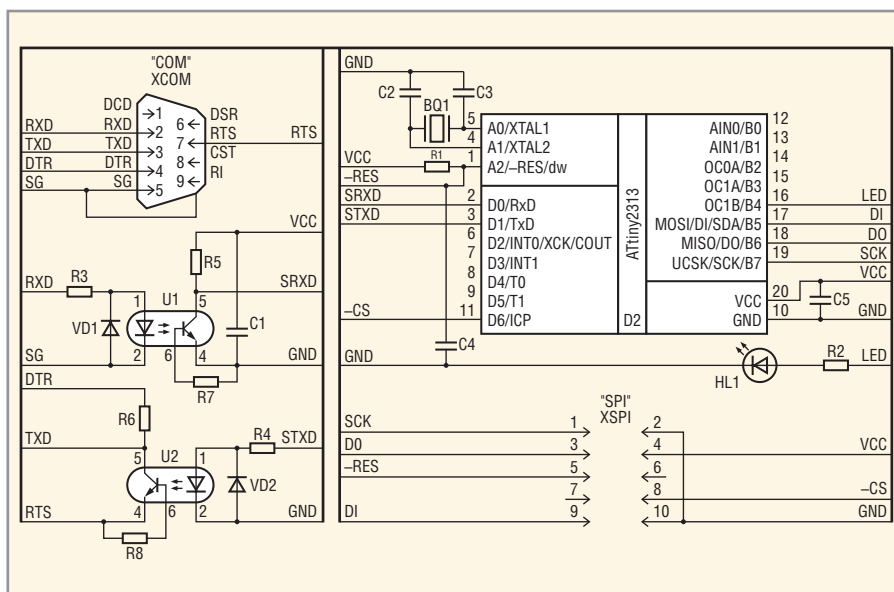 "COM"
XCOM
DCD
1
RXD
RXD
2
TXD
TXD
3
DTR
DTR
4
SG
SG
5
DSR
6
RTS
7
RTS
CST
8
RI
9
VCC
R5
RXD
R3
U1
SRXD
1
5
VD1
C1
2
6
4
SG
GND
R7
DTR
R6
TXD
U2
R4
STXD
5
1
VD2
4
6
2
RTS
GND
R8
GND
C2
C3
BQ1
5
A0/XTAL1
4
A1/XTAL2
VCC
R1
1
A2/–RES/dw
–RES
SRXD
2
D0/RxD
STXD
3
D1/TxD
6
D2/INT0/XCK/COUT
7
D3/INT1
8
D4/T0
9
D5/T1
–CS
11
D6/ICP
ATtiny2313
D2
AIN0/B0
12
AIN1/B1
13
OC0A/B2
14
OC1A/B3
15
OC1B/B4
16
LED
MOSI/DI/SDA/B5
17
DI
MISO/DO/B6
18
DO
UCSK/SCK/B7
19
SCK
VCC
VCC
20
C5
GND
10
GND
C4
GND
HL1
R2
LED
"SPI"
XSPI
SCK
1
2
D0
3
4
VCC
–RES
5
6
7
8
–CS
DI
9
10
GND